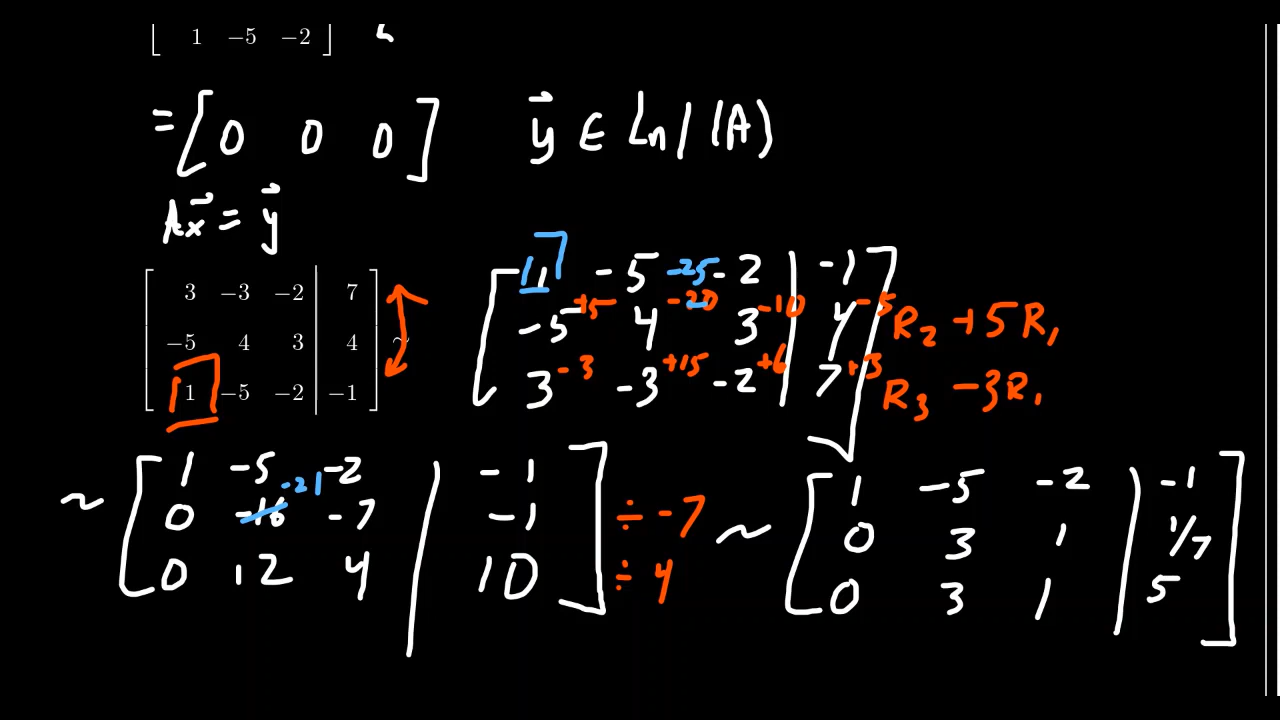 1 −5 −2
= [ 0 0 0 ] y⃗ ∈ Ln/(A)
Ax⃗ = y⃗
3 −3 −2 | 7
−5 4 3 | 4 ~
1 −5 −2 | −1
1 −5 −25 −2 | −1
−5 +5 4 −20 3 −10 | 4 −5 R2 +5R1
3 −3 −3 +15 −2 +6 | 7 +3 R3 −3R1
~ [ 1 −5 −2 | −1 ]
0 −16 −21 −7 | −1 ÷ −7
0 12 4 | 10 ÷ 4
~ [ 1 −5 −2 | −1 ]
0 3 1 | 1/7
0 3 1 | 5